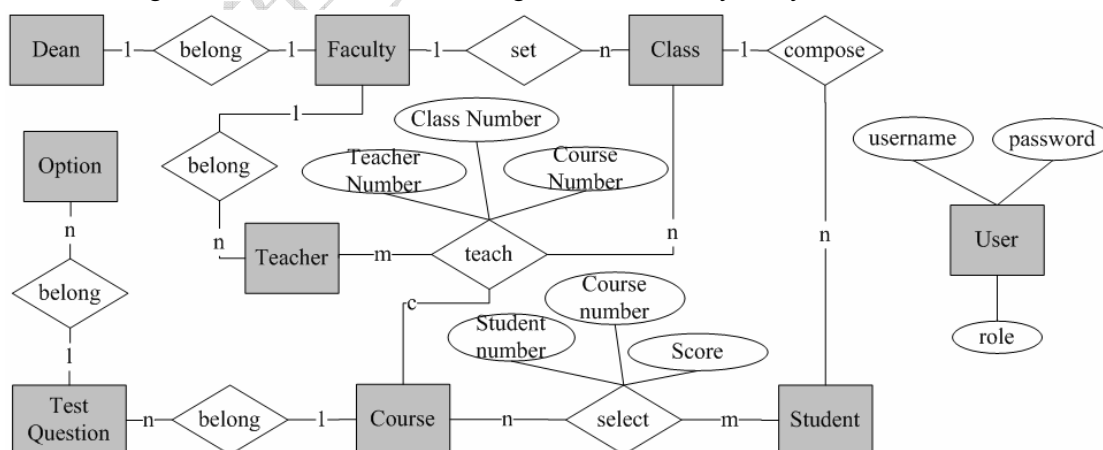 Dean
1
belong
1
Faculty
1
set
n
Class
1
compose
1
Class Number
Option
belong
Teacher
Number
Course
Number
username
password
n
n
Teacher
m
teach
n
n
User
belong
c
Course
number
Student
number
Score
role
1
Test
Question
n
belong
1
Course
n
select
m
Student